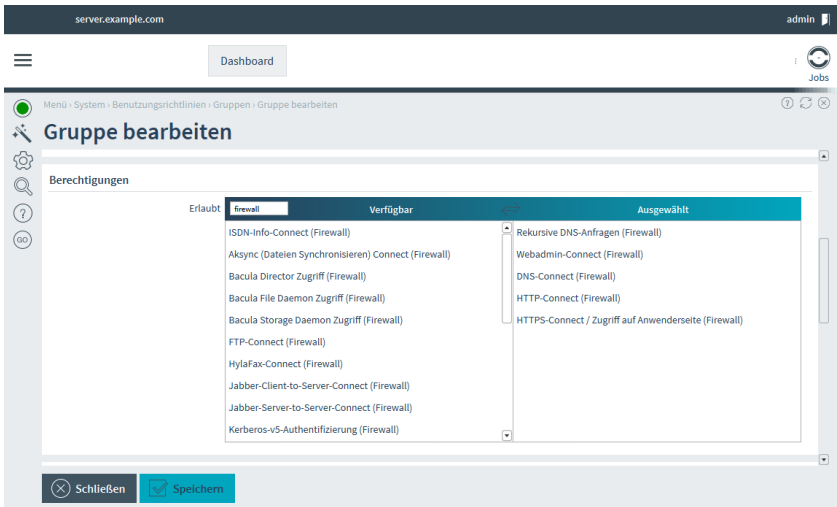 server.example.com
admin
Dashboard
Jobs
Menü › System › Benutzungsrichtlinien › Gruppen › Gruppe bearbeiten
Gruppe bearbeiten
Berechtigungen
Erlaubt
firewall
Verfügbar
Ausgewählt
ISDN-Info-Connect (Firewall)
Aksync (Dateien Synchronisieren) Connect (Firewall)
Bacula Director Zugriff (Firewall)
Bacula File Daemon Zugriff (Firewall)
Bacula Storage Daemon Zugriff (Firewall)
FTP-Connect (Firewall)
HylaFax-Connect (Firewall)
Jabber-Client-to-Server-Connect (Firewall)
Jabber-Server-to-Server-Connect (Firewall)
Kerberos-v5-Authentifizierung (Firewall)
Rekursive DNS-Anfragen (Firewall)
Webadmin-Connect (Firewall)
DNS-Connect (Firewall)
HTTP-Connect (Firewall)
HTTPS-Connect / Zugriff auf Anwenderseite (Firewall)
GO
Schließen
Speichern